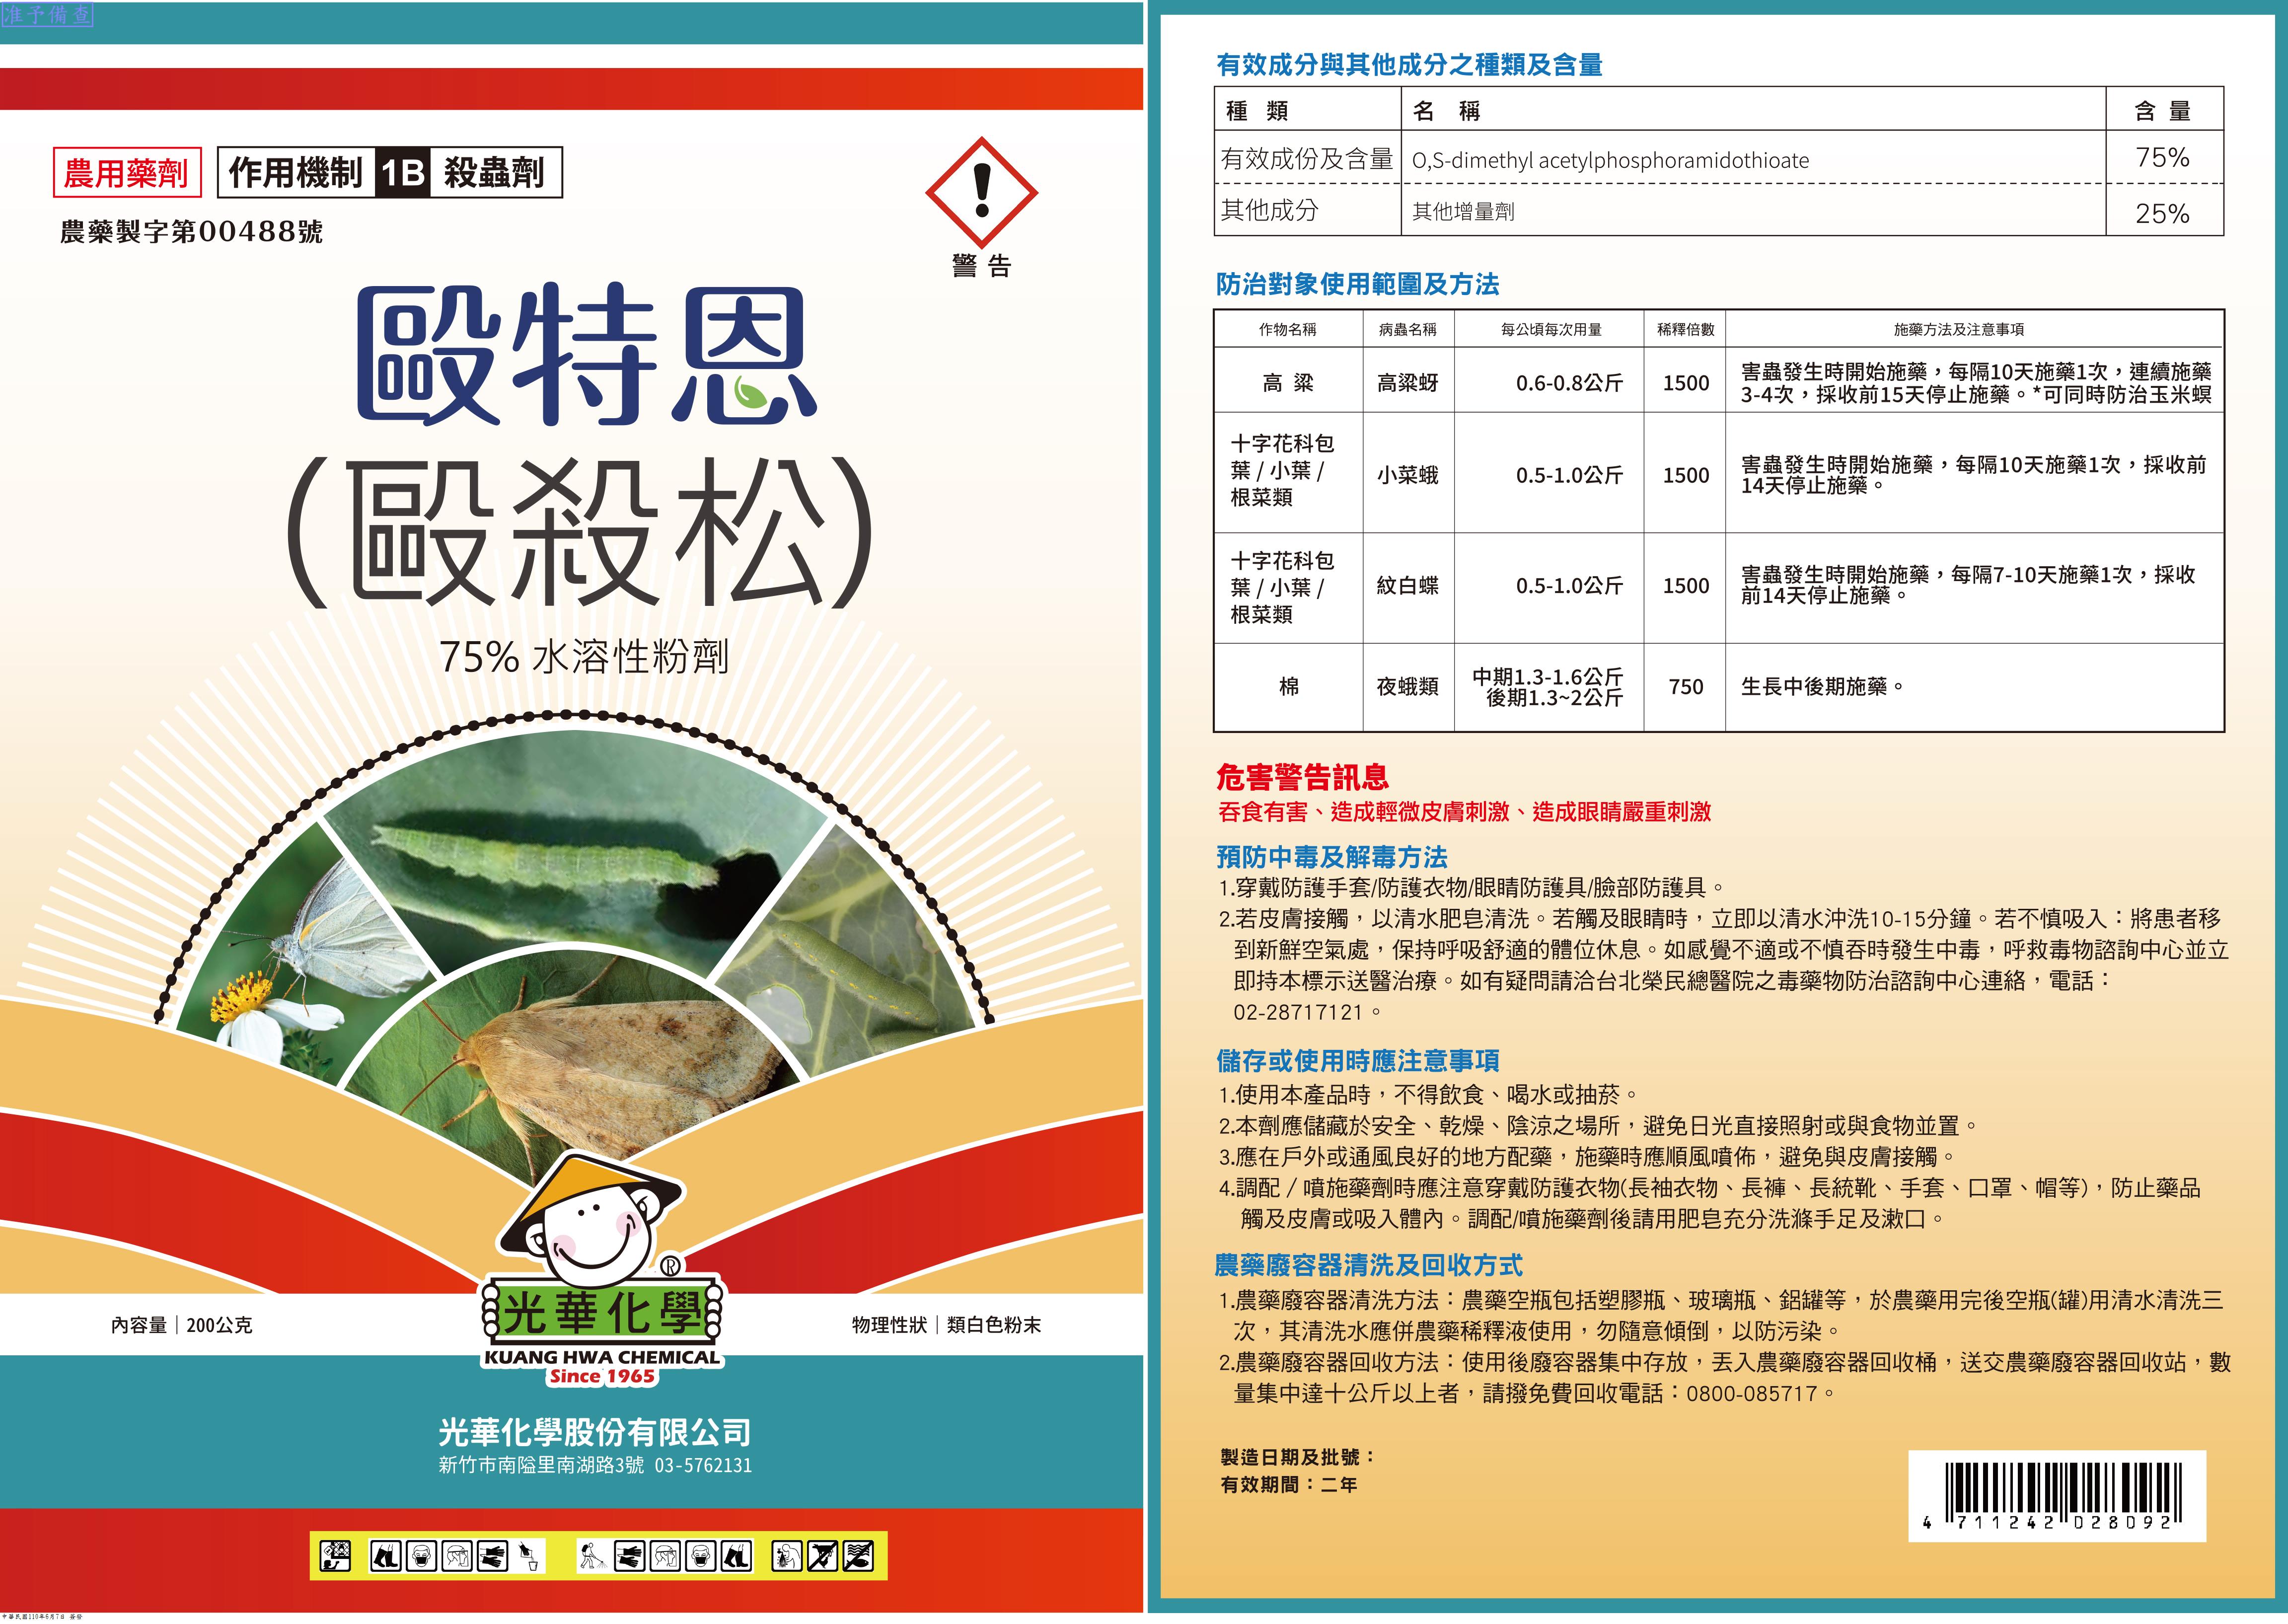 准予備查
農用藥劑 作用機制 1B 殺蟲劑
農藥製字第00488號
警告
毆特恩
(毆殺松)
75% 水溶性粉劑
®
光華化學
KUANG HWA CHEMICAL
Since 1965
內容量｜200公克
物理性狀｜類白色粉末
光華化學股份有限公司
新竹市南隘里南湖路3號 03-5762131
中華民國110年6月7日 簽發
有效成分與其他成分之種類及含量
種 類 名 稱 含 量
有效成份及含量 O,S-dimethyl acetylphosphoramidothioate 75%
其他成分 其他增量劑 25%
防治對象使用範圍及方法
作物名稱 病蟲名稱 每公頃每次用量 稀釋倍數 施藥方法及注意事項
高 粱 高粱蚜 0.6-0.8公斤 1500 害蟲發生時開始施藥，每隔10天施藥1次，連續施藥
3-4次，採收前15天停止施藥。*可同時防治玉米螟
十字花科包
葉/小葉/
根菜類
小菜蛾 0.5-1.0公斤 1500 害蟲發生時開始施藥，每隔10天施藥1次，採收前
14天停止施藥。
十字花科包
葉/小葉/
根菜類
紋白蝶 0.5-1.0公斤 1500 害蟲發生時開始施藥，每隔7-10天施藥1次，採收
前14天停止施藥。
棉 夜蛾類 中期1.3-1.6公斤
後期1.3~2公斤
750 生長中後期施藥。
危害警告訊息
吞食有害、造成輕微皮膚刺激、造成眼睛嚴重刺激
預防中毒及解毒方法
1.穿戴防護手套/防護衣物/眼睛防護具/臉部防護具。
2.若皮膚接觸，以清水肥皂清洗。若觸及眼睛時，立即以清水沖洗10-15分鐘。若不慎吸入：將患者移
到新鮮空氣處，保持呼吸舒適的體位休息。如感覺不適或不慎吞時發生中毒，呼救毒物諮詢中心並立
即持本標示送醫治療。如有疑問請洽台北榮民總醫院之毒藥物防治諮詢中心連絡，電話：
02-28717121。
儲存或使用時應注意事項
1.使用本產品時，不得飲食、喝水或抽菸。
2.本劑應儲藏於安全、乾燥、陰涼之場所，避免日光直接照射或與食物並置。
3.應在戶外或通風良好的地方配藥，施藥時應順風噴佈，避免與皮膚接觸。
4.調配／噴施藥劑時應注意穿戴防護衣物(長袖衣物、長褲、長統靴、手套、口罩、帽等)，防止藥品
觸及皮膚或吸入體內。調配/噴施藥劑後請用肥皂充分洗滌手足及漱口。
農藥廢容器清洗及回收方式
1.農藥廢容器清洗方法：農藥空瓶包括塑膠瓶、玻璃瓶、鋁罐等，於農藥用完後空瓶(罐)用清水清洗三
次，其清洗水應併農藥稀釋液使用，勿隨意傾倒，以防污染。
2.農藥廢容器回收方法：使用後廢容器集中存放，丟入農藥廢容器回收桶，送交農藥廢容器回收站，數
量集中達十公斤以上者，請撥免費回收電話：0800-085717。
製造日期及批號：
有效期間：二年
4 711242 028092